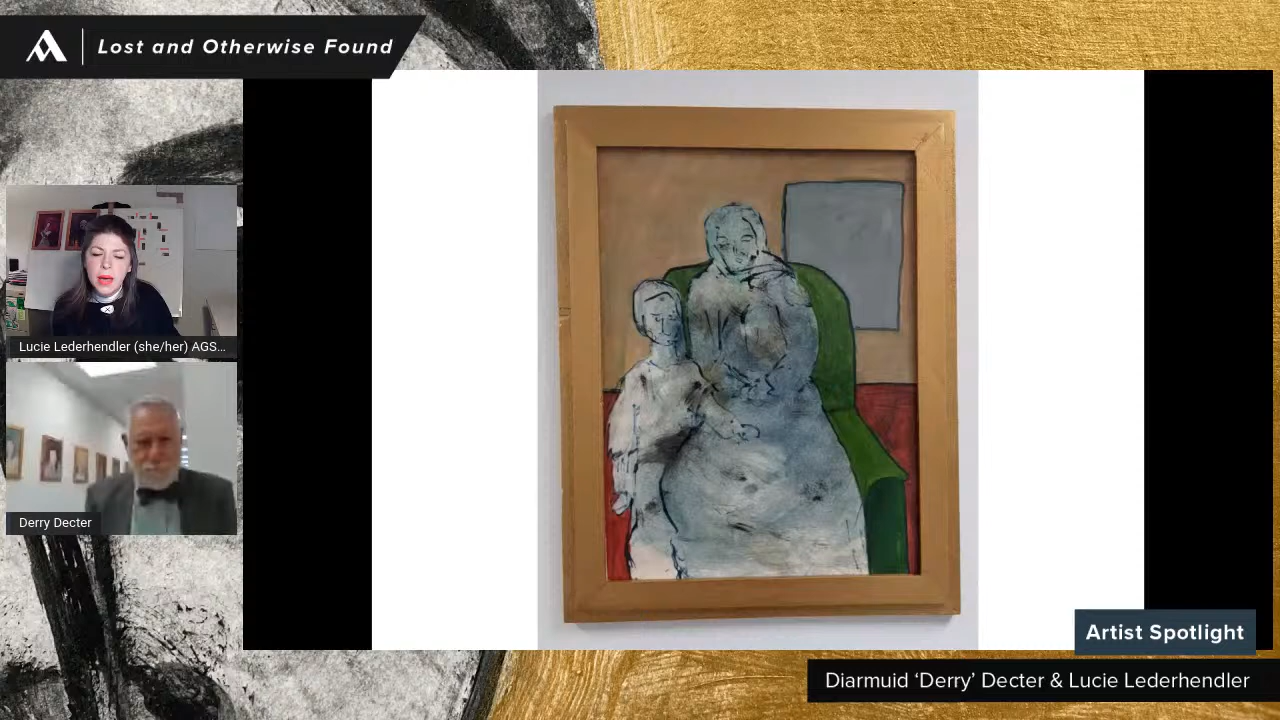 Lost and Otherwise Found
Lucie Lederhendler (she/her) AGS...
Derry Decter
Artist Spotlight
Diarmuid ‘Derry’ Decter & Lucie Lederhendler